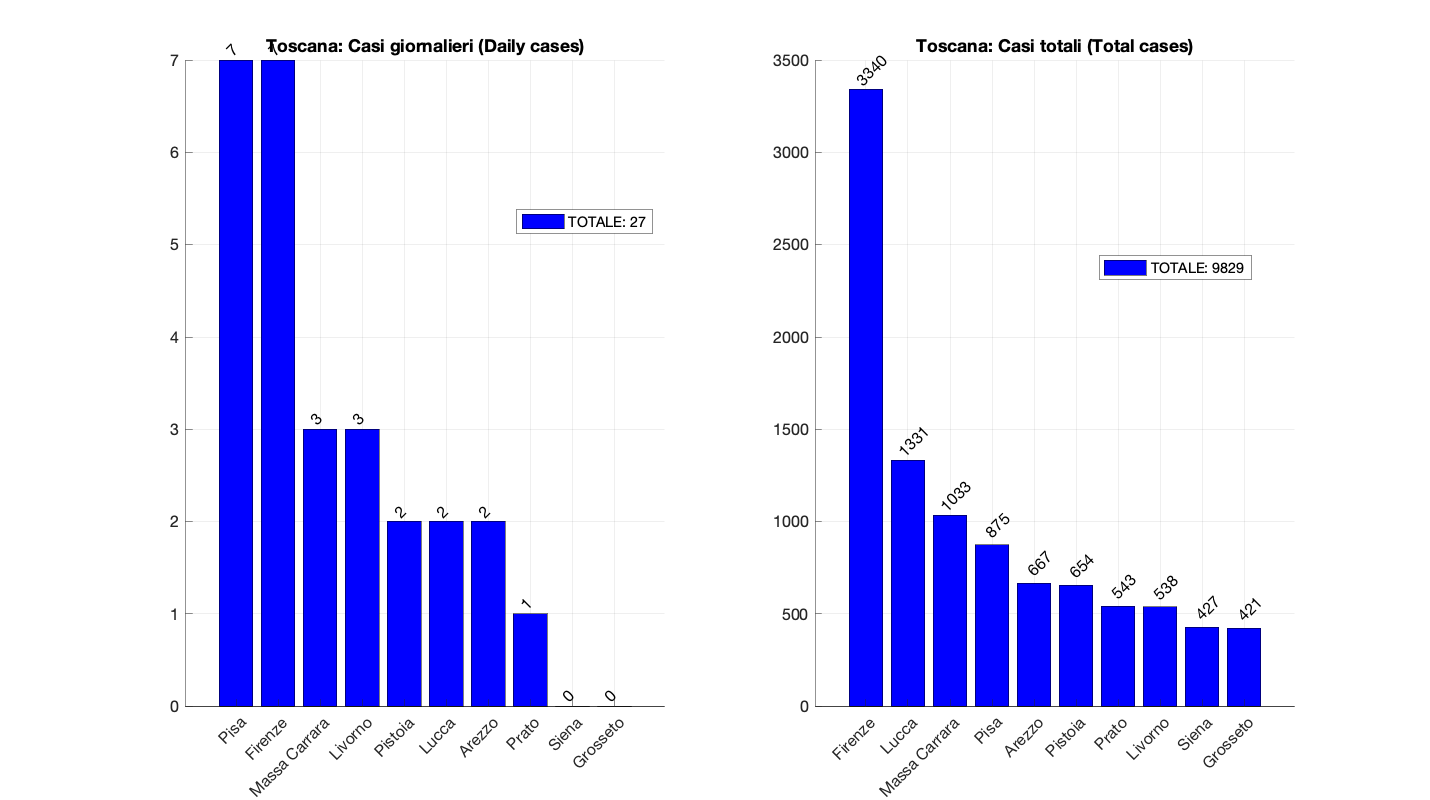 Toscana: Casi giornalieri (Daily cases)
7
7
7
6
5
4
3
2
1
0
3
3
2
2
2
1
0
0
TOTALE: 27
Pisa
Firenze
Massa Carrara
Livorno
Pistoia
Lucca
Arezzo
Prato
Siena
Grosseto
Toscana: Casi totali (Total cases)
3500
3000
2500
2000
1500
1000
500
0
3340
1331
1033
875
667
654
543
538
427
421
TOTALE: 9829
Firenze
Lucca
Massa Carrara
Pisa
Arezzo
Pistoia
Prato
Livorno
Siena
Grosseto